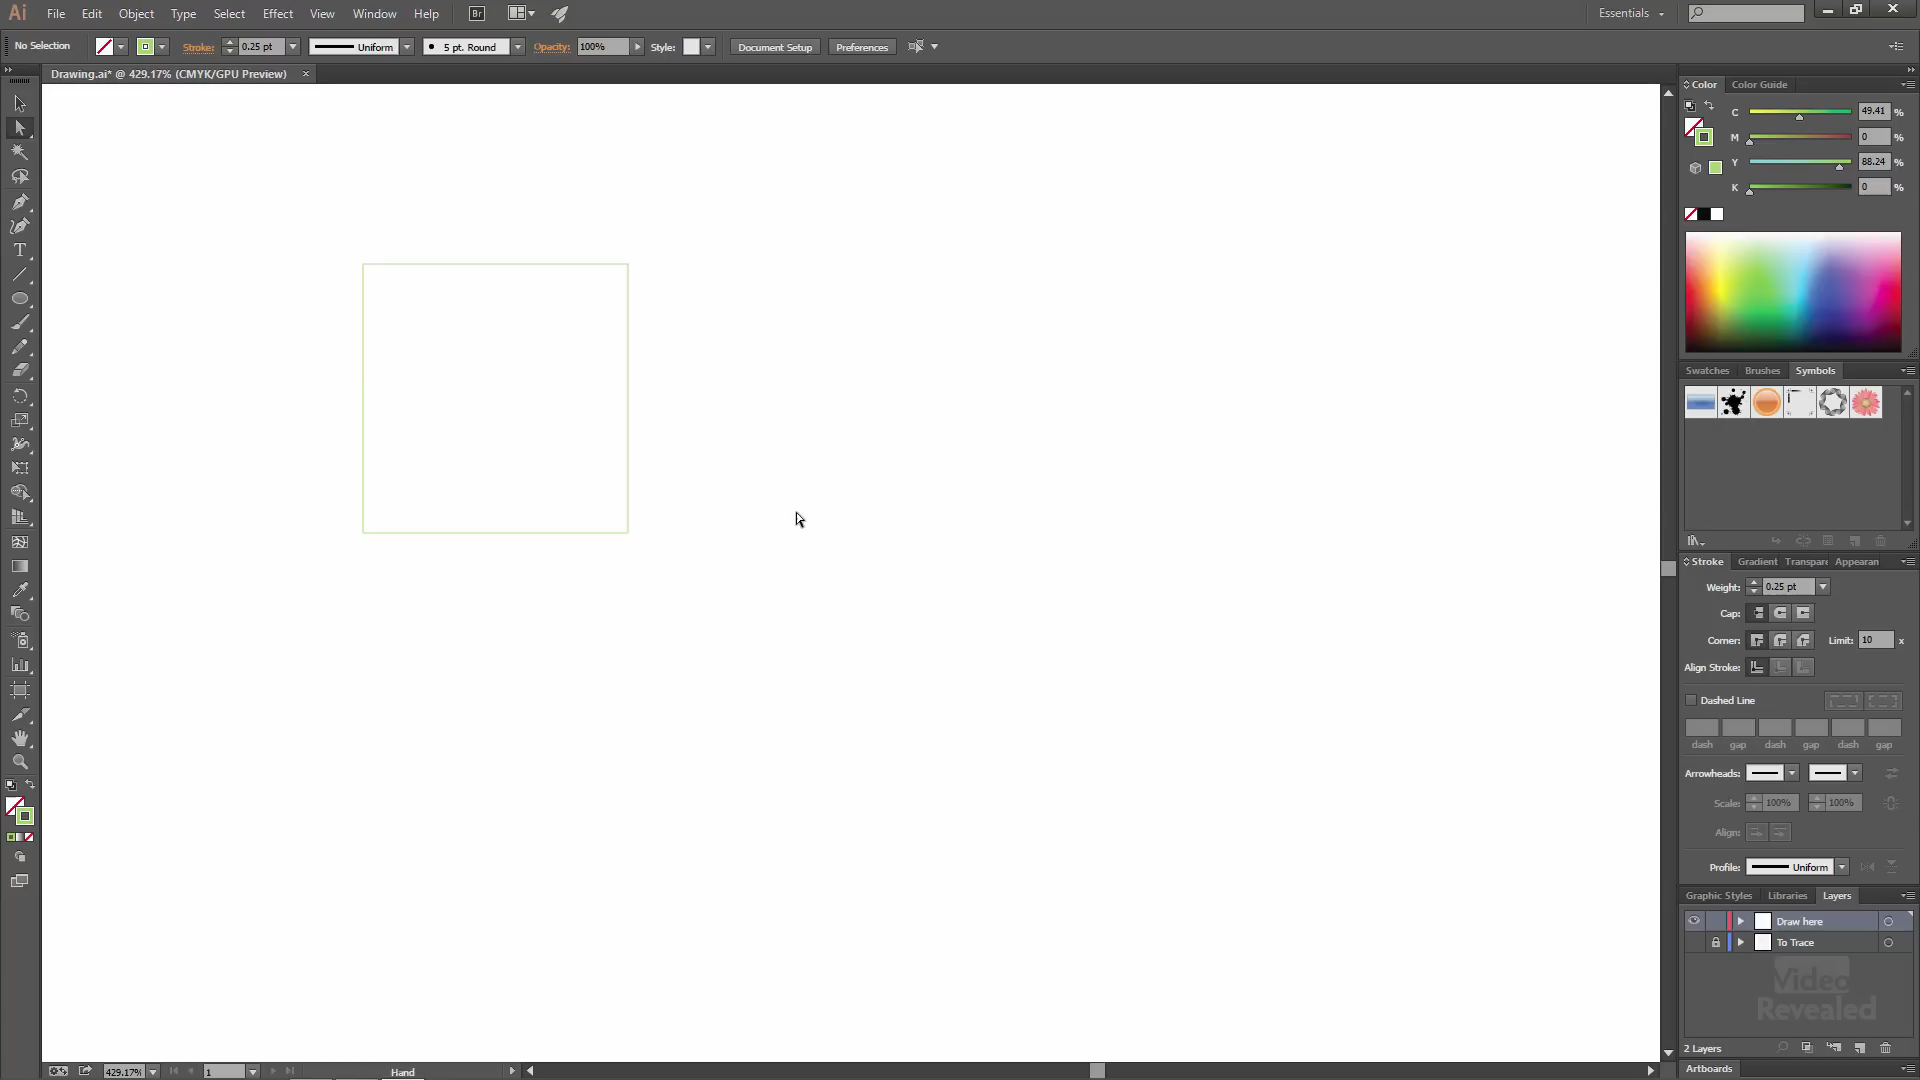 Ai File Edit Object Type Select Effect View Window Help Br Essentials
No Selection Stroke: 0.25 pt Uniform 5 pt. Round Opacity: 100% Style: Document Setup Preferences
Drawing.ai* @ 429.17% (CMYK/GPU Preview) ×
Color Color Guide
C 49.41 %
M 0 %
Y 88.24 %
K 0 %
Swatches Brushes Symbols
Stroke Gradient Transpare Appearan
Weight: 0.25 pt
Cap:
Corner: Limit: 10 x
Align Stroke:
Dashed Line
dash gap dash gap dash gap
Arrowheads:
Scale: 100% 100%
Align:
Profile: Uniform
Graphic Styles Libraries Layers
Draw here
To Trace
Video
Revealed
2 Layers
Artboards
429.17% 1 Hand